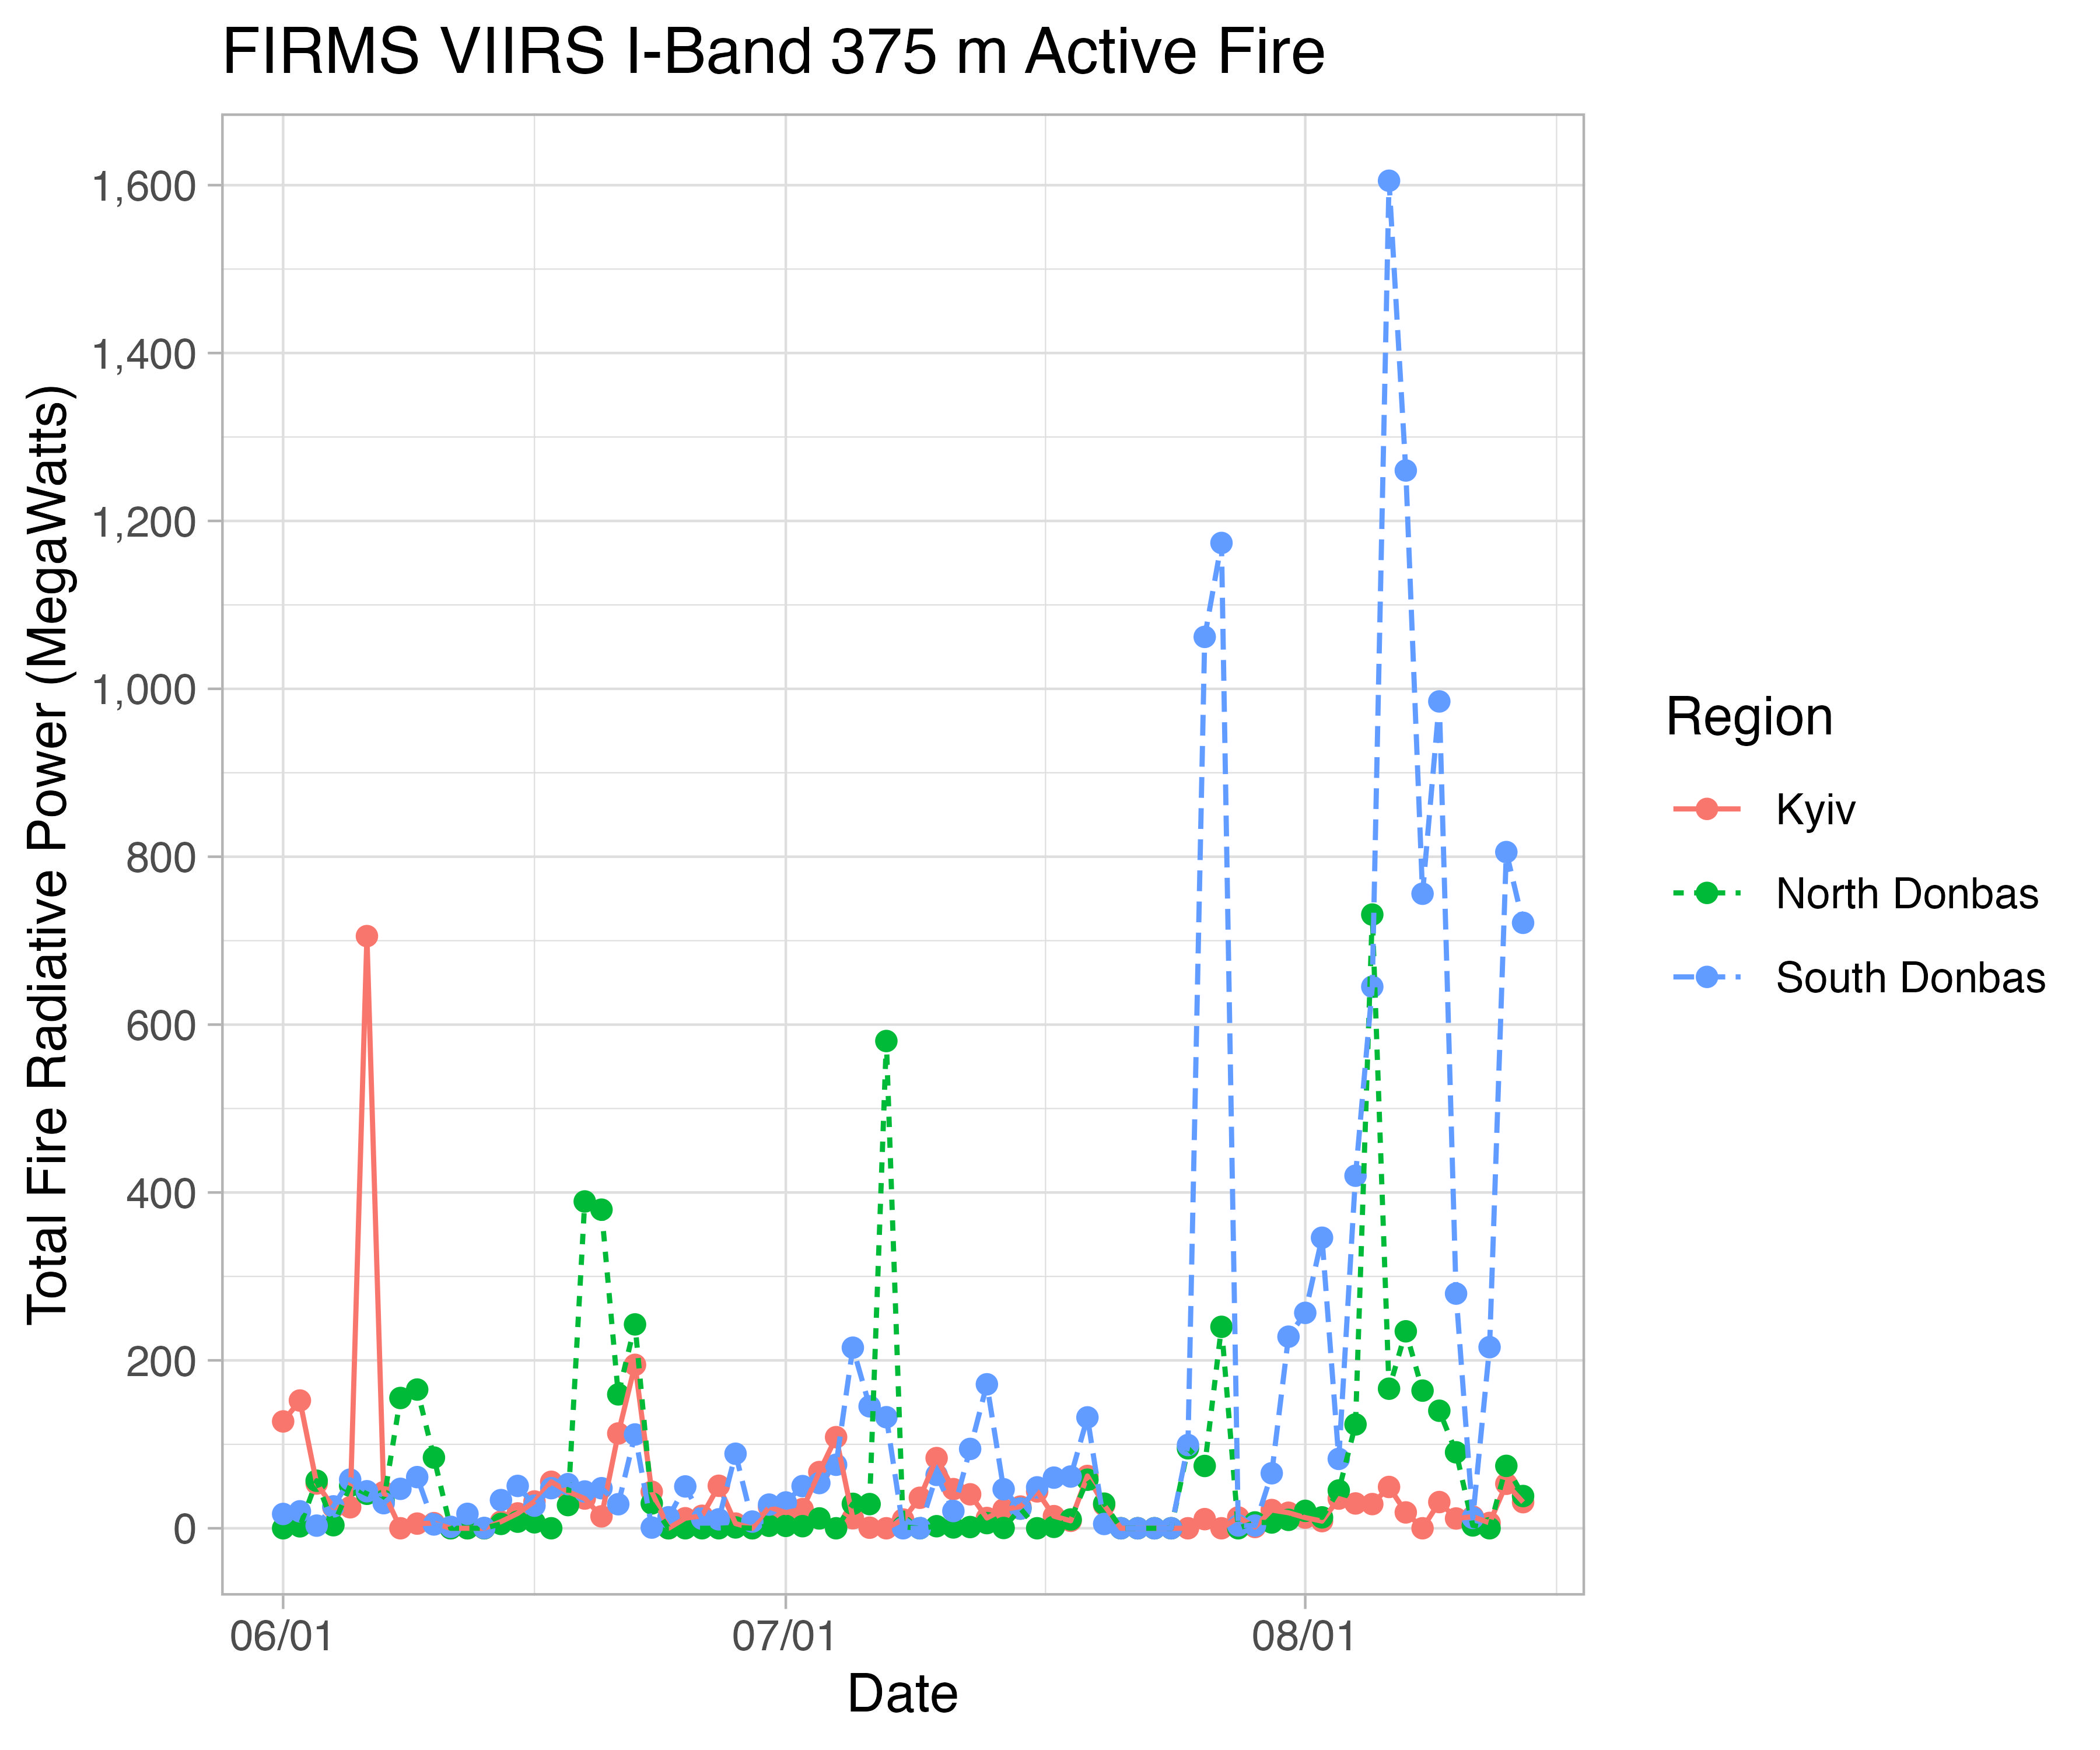 FIRMS VIIRS I-Band 375 m Active Fire
Total Fire Radiative Power (MegaWatts)
1,600
1,400
1,200
1,000
800
600
400
200
0
06/01
07/01
08/01
Date
Region
Kyiv
North Donbas
South Donbas